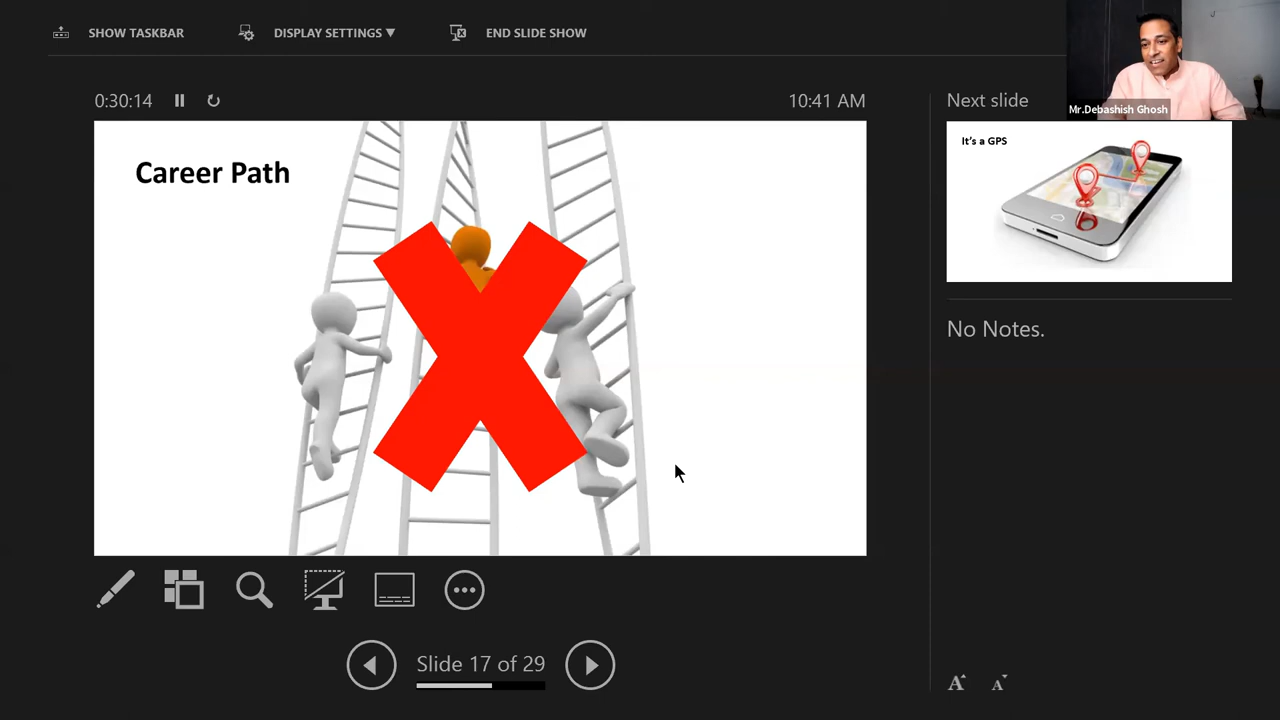 SHOW TASKBAR
DISPLAY SETTINGS ▼
END SLIDE SHOW
Mr.Debashish Ghosh
0:30:14
10:41 AM
Next slide
Career Path
It's a GPS
No Notes.
Slide 17 of 29
A A